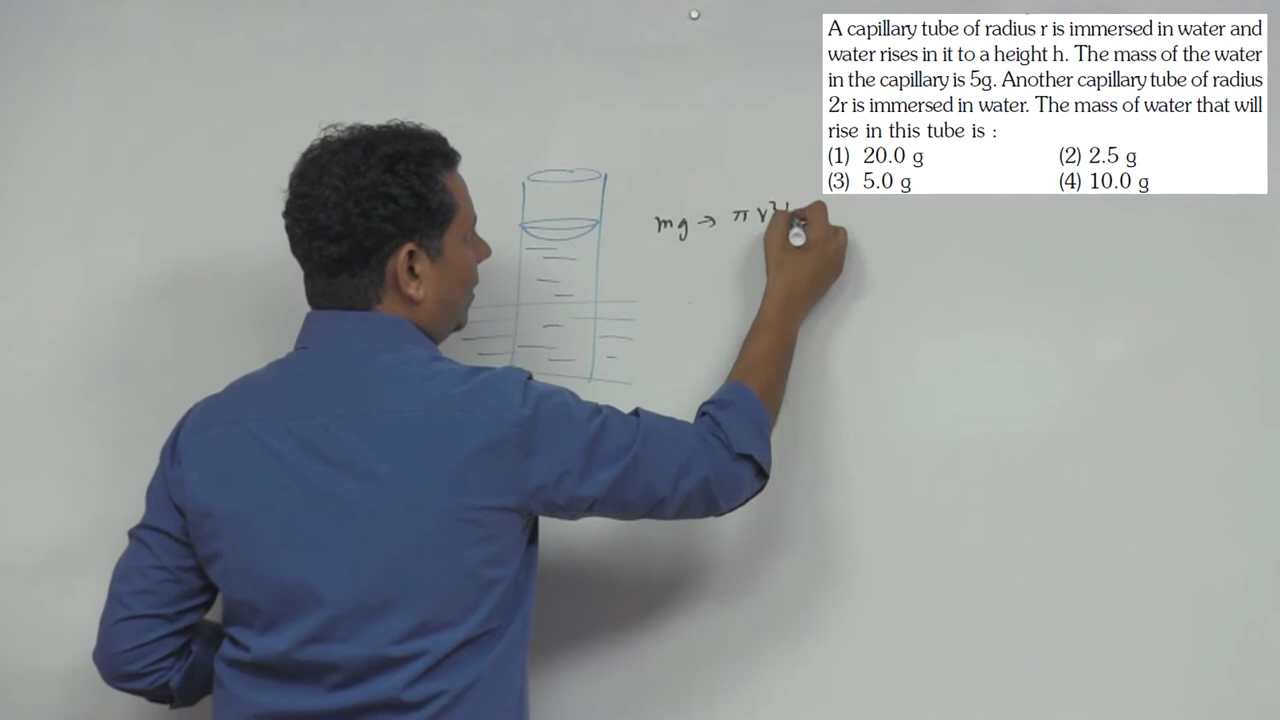 A capillary tube of radius r is immersed in water and
water rises in it to a height h. The mass of the water
in the capillary is 5g. Another capillary tube of radius
2r is immersed in water. The mass of water that will
rise in this tube is :
(1) 20.0 g (2) 2.5 g
(3) 5.0 g (4) 10.0 g
mg → π r²